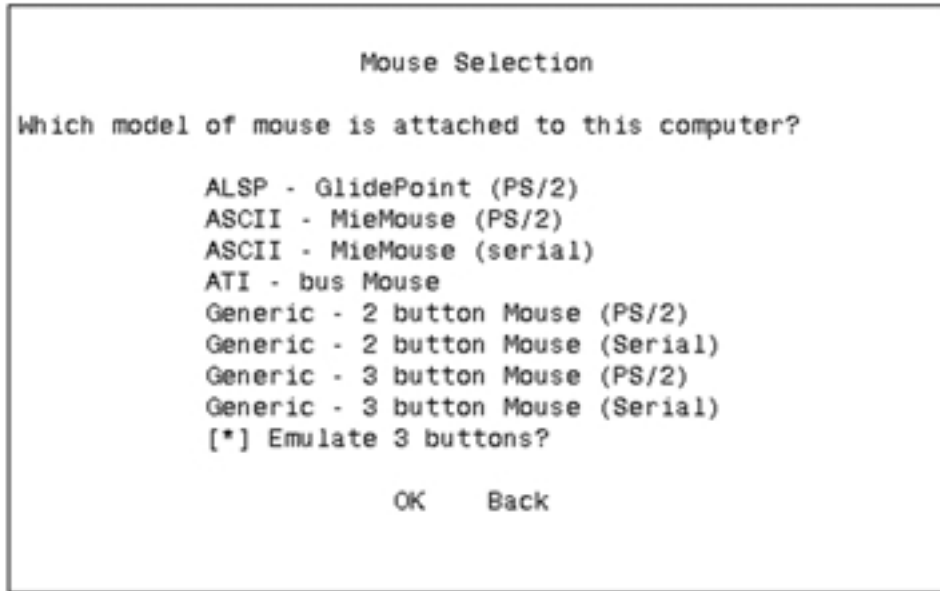 Mouse Selection
Which model of mouse is attached to this computer?
ALSP - GlidePoint (PS/2)
ASCII - MieMouse (PS/2)
ASCII - MieMouse (serial)
ATI - bus Mouse
Generic - 2 button Mouse (PS/2)
Generic - 2 button Mouse (Serial)
Generic - 3 button Mouse (PS/2)
Generic - 3 button Mouse (Serial)
[*] Emulate 3 buttons?
OK Back